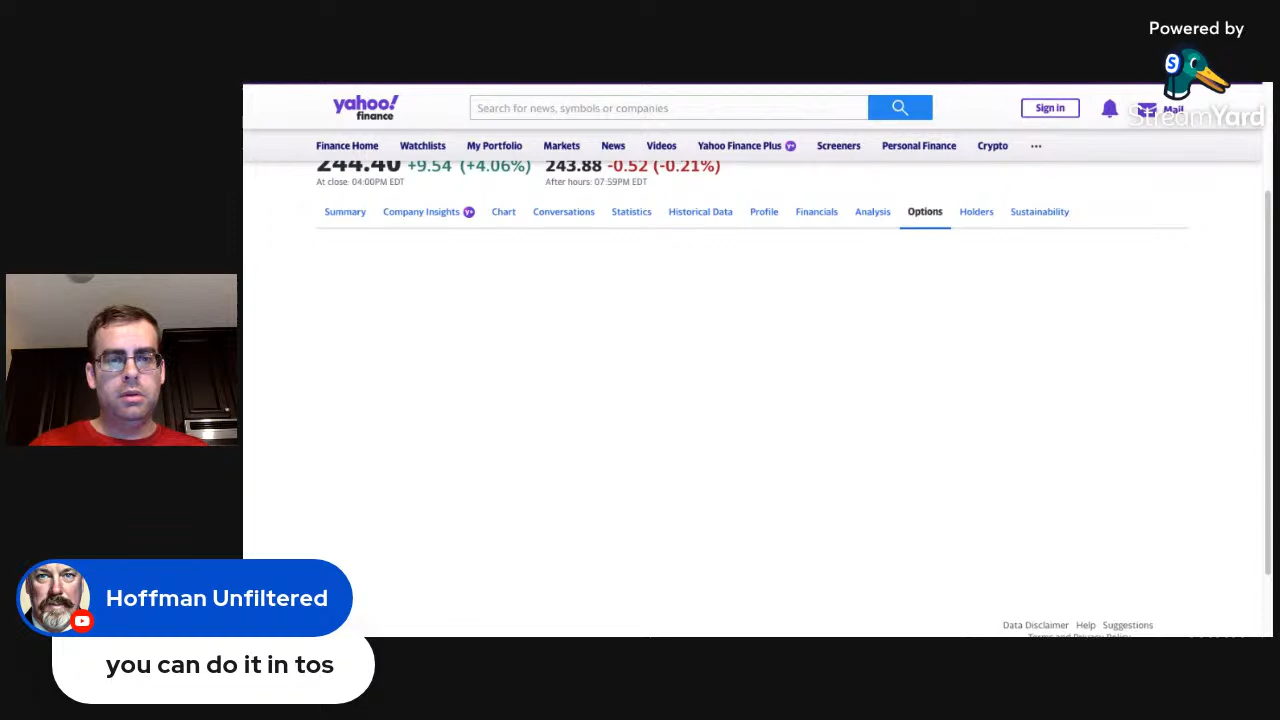 Powered by
StreamYard
yahoo!
finance
Search for news, symbols or companies
Sign in
Mail
Finance Home Watchlists My Portfolio Markets News Videos Yahoo Finance Plus Y+ Screeners Personal Finance Crypto ...
244.40 +9.54 (+4.06%) 243.88 -0.52 (-0.21%)
At close: 04:00PM EDT After hours: 07:59PM EDT
Summary Company Insights Y+ Chart Conversations Statistics Historical Data Profile Financials Analysis Options Holders Sustainability
Data Disclaimer Help Suggestions
Terms and Privacy Policy
Hoffman Unfiltered
you can do it in tos